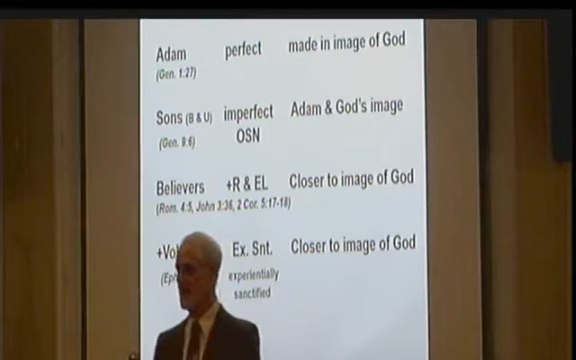 Adam perfect made in image of God
(Gen. 1:27)
Sons (B & U) imperfect Adam & God's image
(Gen. 9:6) OSN
Believers +R & EL Closer to image of God
(Rom. 4:5, John 3:36, 2 Cor. 5:17-18)
Ex. Snt. Closer to image of God
experientially
sanctified